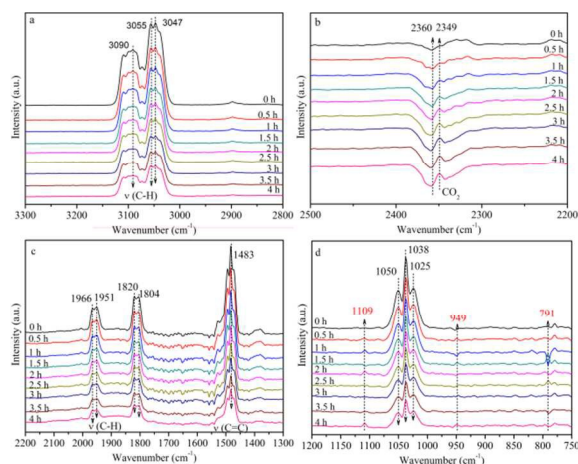 a
3090
3055
3047
0 h
0.5 h
1 h
1.5 h
2 h
2.5 h
3 h
3.5 h
4 h
ν (C-H)
Intensity (a.u.)
3300 3200 3100 3000 2900 2800
Wavenumber (cm⁻¹)
b
2360 2349
0 h
0.5 h
1 h
1.5 h
2 h
2.5 h
3 h
3.5 h
4 h
CO₂
Intensity (a.u.)
2500 2400 2300 2200
Wavenumber (cm⁻¹)
c
1966 1951
1820
1804
1483
0 h
0.5 h
1 h
1.5 h
2 h
2.5 h
3 h
3.5 h
4 h
ν (C-H)
ν (C=C)
Intensity (a.u.)
2200 2100 2000 1900 1800 1700 1600 1500 1400 1300
Wavenumber (cm⁻¹)
d
1109
1050
1038
1025
949
791
0 h
0.5 h
1 h
1.5 h
2 h
2.5 h
3 h
3.5 h
4 h
Intensity (a.u.)
1200 1150 1100 1050 1000 950 900 850 800 750
Wavenumber (cm⁻¹)